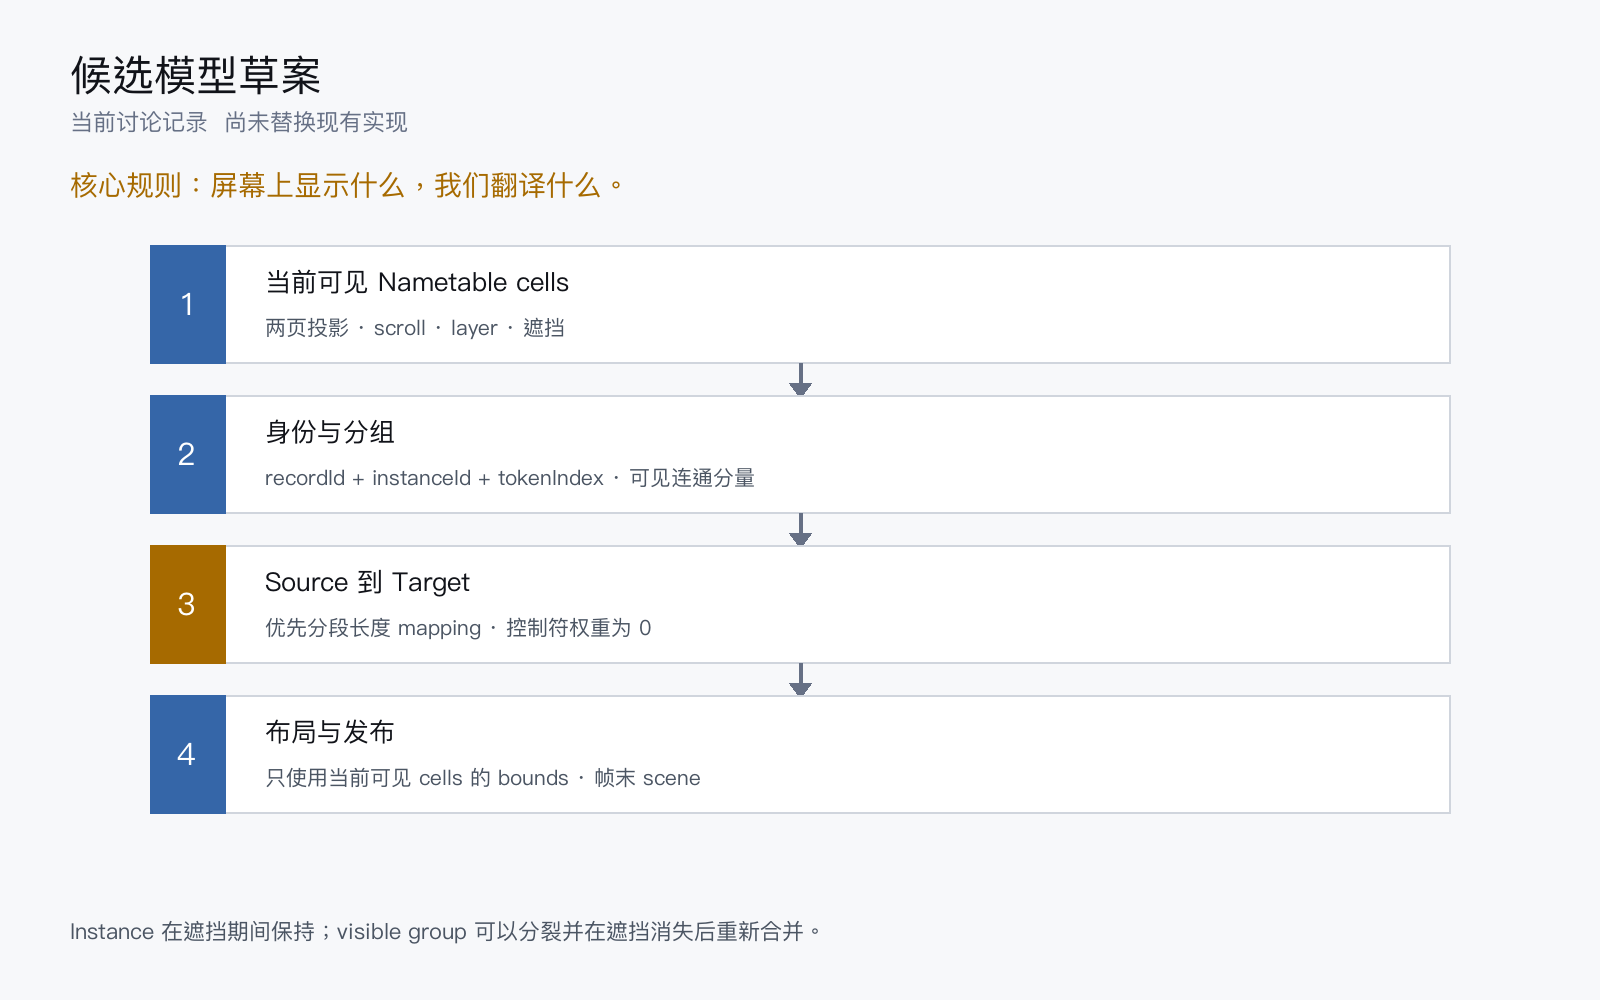 候选模型草案
当前讨论记录 尚未替换现有实现
核心规则：屏幕上显示什么，我们翻译什么。
1
当前可见 Nametable cells
两页投影 · scroll · layer · 遮挡
2
身份与分组
recordId + instanceId + tokenIndex · 可见连通分量
3
Source 到 Target
优先分段长度 mapping · 控制符权重为 0
4
布局与发布
只使用当前可见 cells 的 bounds · 帧末 scene
Instance 在遮挡期间保持；visible group 可以分裂并在遮挡消失后重新合并。